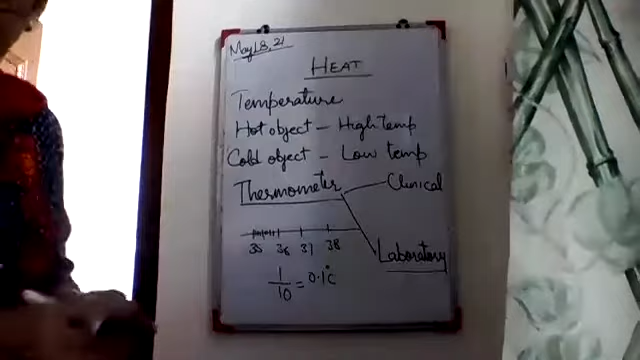 May 18, 21
HEAT
Temperature
Hot object – High temp
Cold object – Low temp
Thermometer
Clinical
35 36 37 38
Laboratory
1/10 = 0.1°C